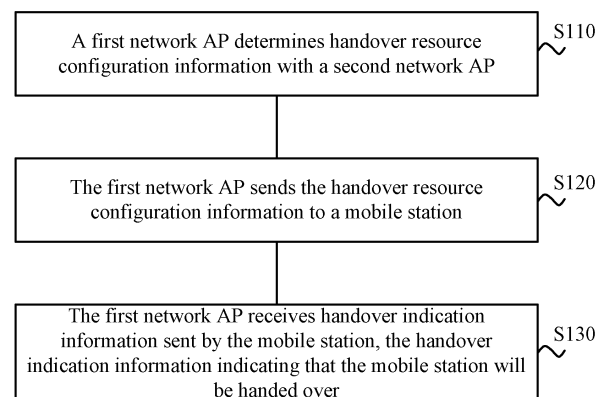 A first network AP determines handover resource
configuration information with a second network AP
S110
The first network AP sends the handover resource
configuration information to a mobile station
S120
The first network AP receives handover indication
information sent by the mobile station, the handover
indication information indicating that the mobile station will
be handed over
S130